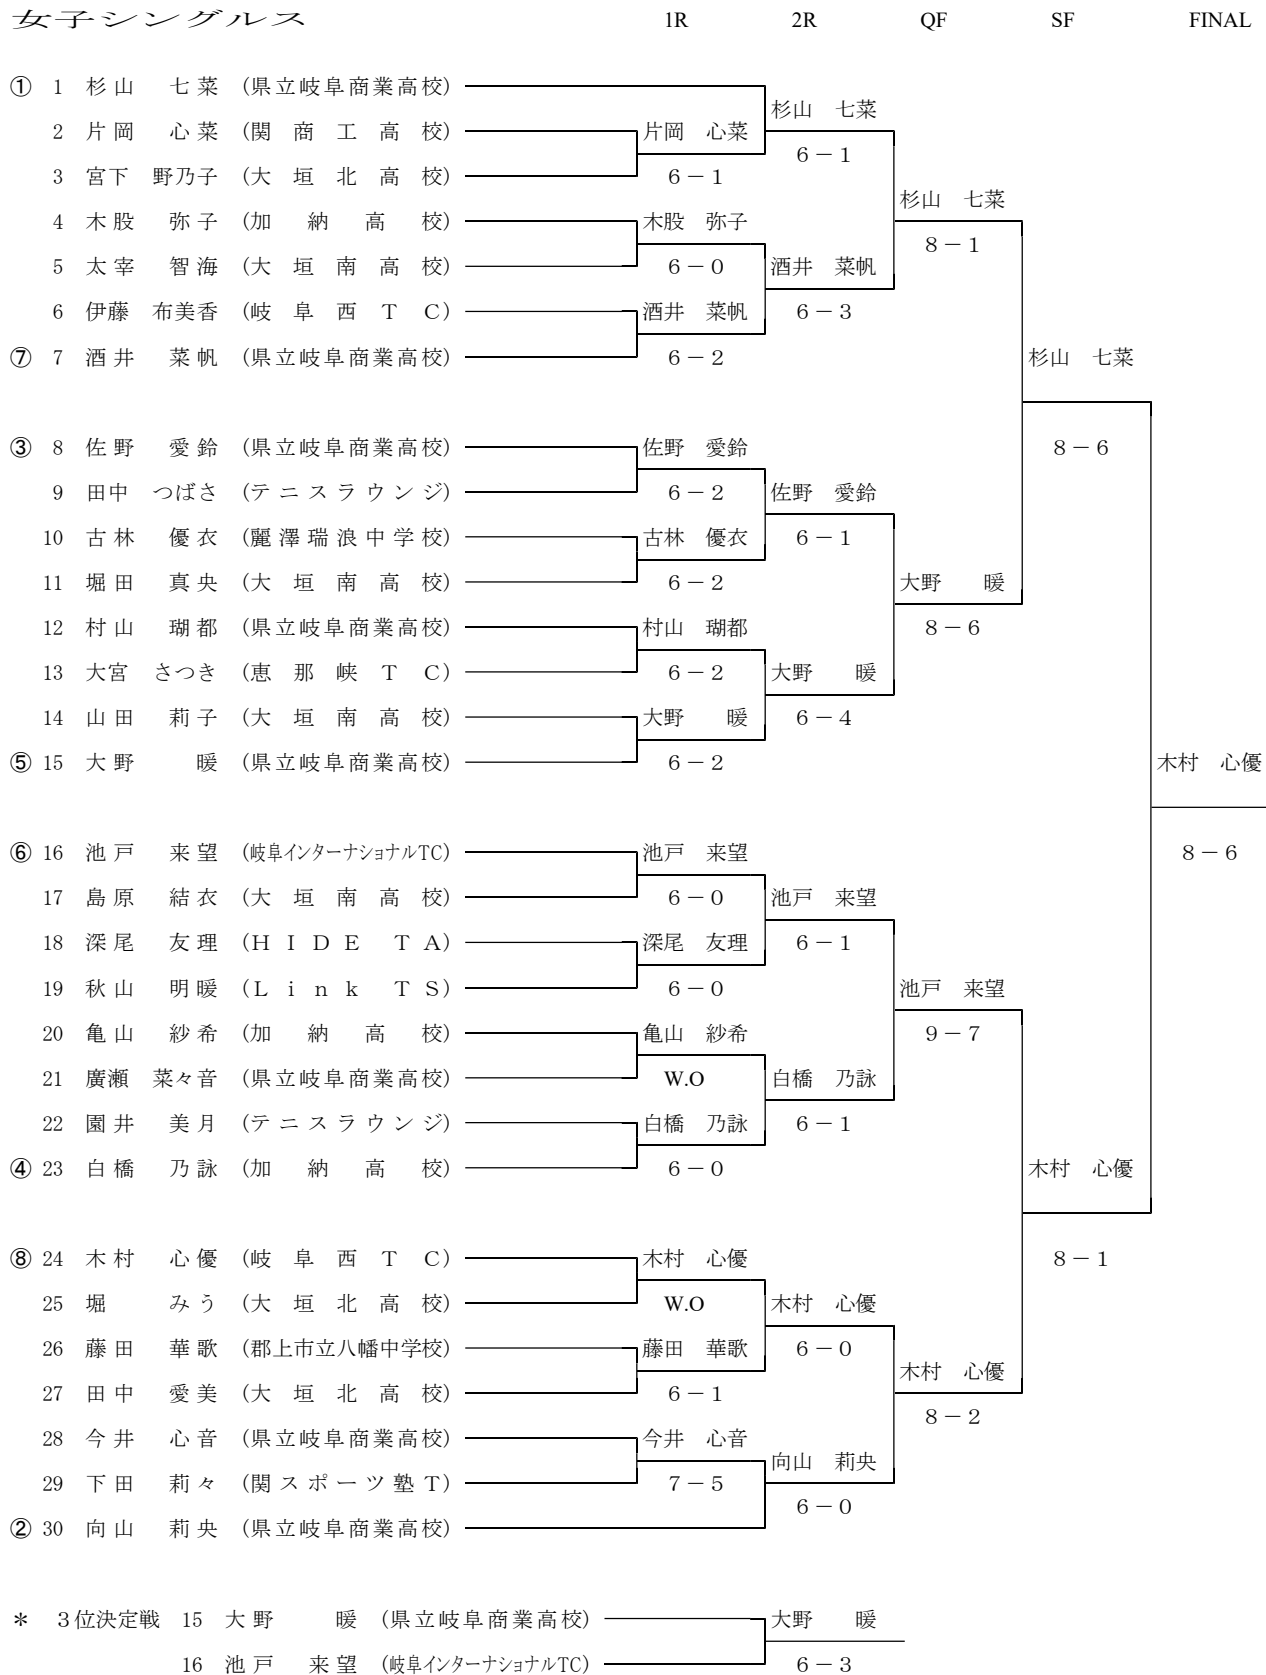 女子シングルス 1R 2R QF SF FINAL
① 1 杉山 七菜 (県立岐阜商業高校)
杉山 七菜
2 片岡 心菜 (関商工高校) 片岡 心菜
6－1
3 宮下 野乃子 (大垣北高校) 6－1
杉山 七菜
4 木股 弥子 (加納高校) 木股 弥子
8－1
5 太宰 智海 (大垣南高校) 6－0 酒井 菜帆
6 伊藤 布美香 (岐阜西TC) 酒井 菜帆 6－3
⑦ 7 酒井 菜帆 (県立岐阜商業高校) 6－2 杉山 七菜
③ 8 佐野 愛鈴 (県立岐阜商業高校) 佐野 愛鈴 8－6
9 田中 つばさ (テニスラウンジ) 6－2 佐野 愛鈴
10 古林 優衣 (麗澤瑞浪中学校) 古林 優衣 6－1
11 堀田 真央 (大垣南高校) 6－2 大野 暖
12 村山 瑚都 (県立岐阜商業高校) 村山 瑚都 8－6
13 大宮 さつき (恵那峡TC) 6－2 大野 暖
14 山田 莉子 (大垣南高校) 大野 暖 6－4
⑤ 15 大野 暖 (県立岐阜商業高校) 6－2 木村 心優
⑥ 16 池戸 来望 (岐阜インターナショナルTC) 池戸 来望 8－6
17 島原 結衣 (大垣南高校) 6－0 池戸 来望
18 深尾 友理 (HIDE TA) 深尾 友理 6－1
19 秋山 明暖 (Link TS) 6－0 池戸 来望
20 亀山 紗希 (加納高校) 亀山 紗希 9－7
21 廣瀬 菜々音 (県立岐阜商業高校) W.O 白橋 乃詠
22 園井 美月 (テニスラウンジ) 白橋 乃詠 6－1
④ 23 白橋 乃詠 (加納高校) 6－0 木村 心優
⑧ 24 木村 心優 (岐阜西TC) 木村 心優 8－1
25 堀 みう (大垣北高校) W.O 木村 心優
26 藤田 華歌 (郡上市立八幡中学校) 藤田 華歌 6－0
木村 心優
27 田中 愛美 (大垣北高校) 6－1
8－2
28 今井 心音 (県立岐阜商業高校) 今井 心音
向山 莉央
29 下田 莉々 (関スポーツ塾T) 7－5
6－0
② 30 向山 莉央 (県立岐阜商業高校)
＊ 3位決定戦 15 大野 暖 (県立岐阜商業高校) 大野 暖
16 池戸 来望 (岐阜インターナショナルTC) 6－3